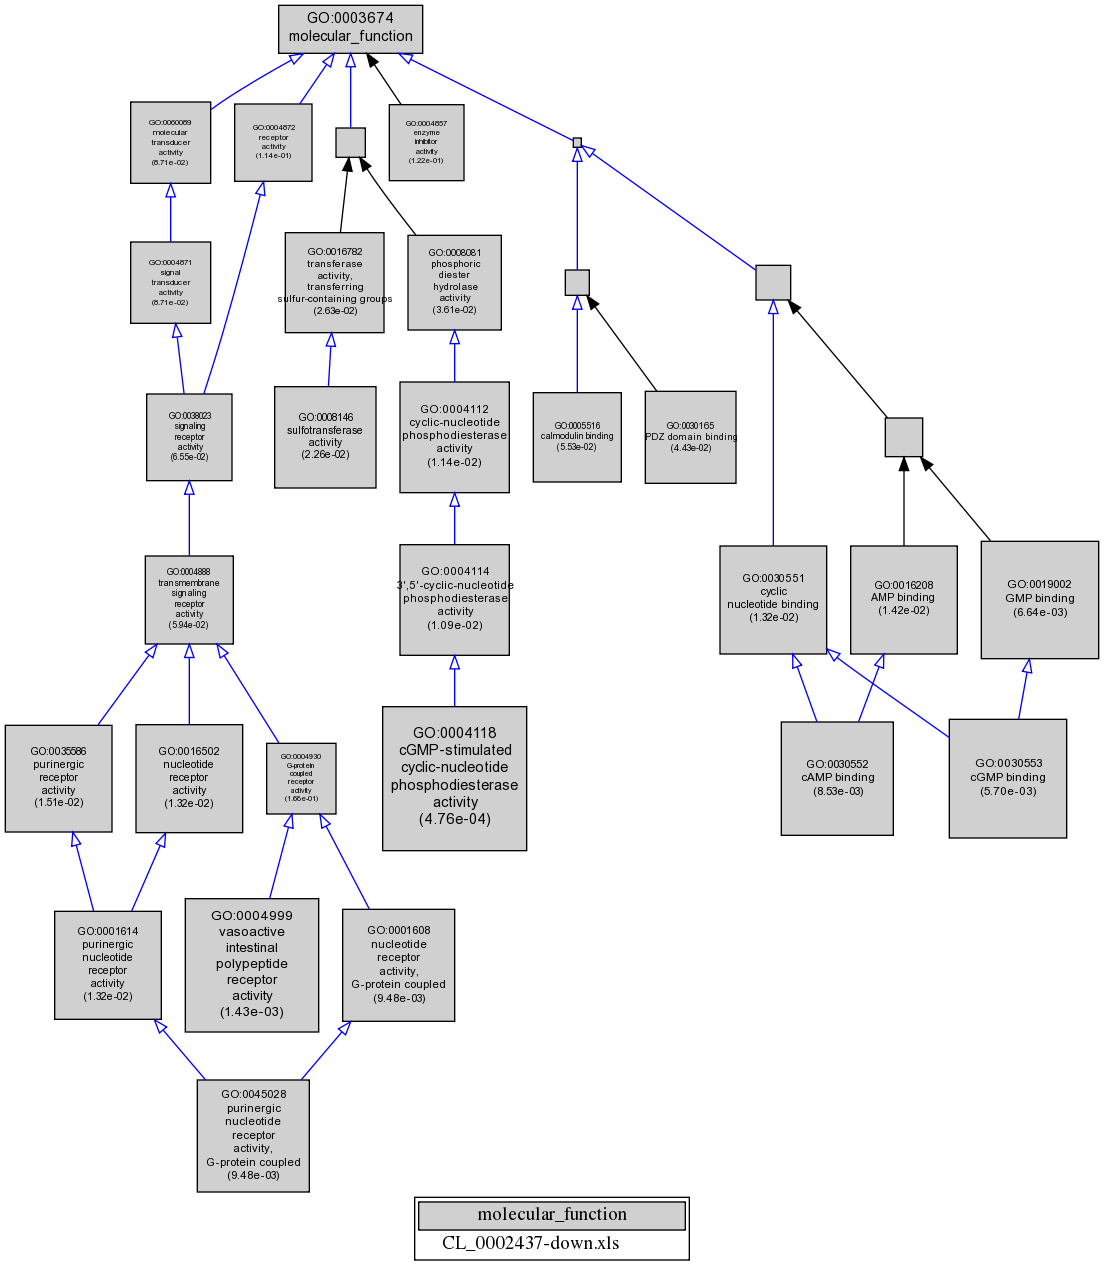 GO:0003674
molecular_function
GO:0060089
molecular
transducer
activity
(8.71e-02)
GO:0004872
receptor
activity
(1.14e-01)
GO:0004857
enzyme
inhibitor
activity
(1.22e-01)
GO:0004871
signal
transducer
activity
(8.71e-02)
GO:0016782
transferase
activity,
transferring
sulfur-containing groups
(2.63e-02)
GO:0008081
phosphoric
diester
hydrolase
activity
(3.61e-02)
GO:0038023
signaling
receptor
activity
(6.55e-02)
GO:0008146
sulfotransferase
activity
(2.26e-02)
GO:0004112
cyclic-nucleotide
phosphodiesterase
activity
(1.14e-02)
GO:0005516
calmodulin binding
(5.53e-02)
GO:0030165
PDZ domain binding
(4.43e-02)
GO:0004888
transmembrane
signaling
receptor
activity
(5.94e-02)
GO:0004114
3',5'-cyclic-nucleotide
phosphodiesterase
activity
(1.09e-02)
GO:0030551
cyclic
nucleotide binding
(1.32e-02)
GO:0016208
AMP binding
(1.42e-02)
GO:0019002
GMP binding
(6.64e-03)
GO:0035586
purinergic
receptor
activity
(1.51e-02)
GO:0016502
nucleotide
receptor
activity
(1.32e-02)
GO:0004930
G-protein
coupled
receptor
activity
(1.66e-01)
GO:0004118
cGMP-stimulated
cyclic-nucleotide
phosphodiesterase
activity
(4.76e-04)
GO:0030552
cAMP binding
(8.53e-03)
GO:0030553
cGMP binding
(5.70e-03)
GO:0001614
purinergic
nucleotide
receptor
activity
(1.32e-02)
GO:0004999
vasoactive
intestinal
polypeptide
receptor
activity
(1.43e-03)
GO:0001608
nucleotide
receptor
activity,
G-protein coupled
(9.48e-03)
GO:0045028
purinergic
nucleotide
receptor
activity,
G-protein coupled
(9.48e-03)
molecular_function
CL_0002437-down.xls